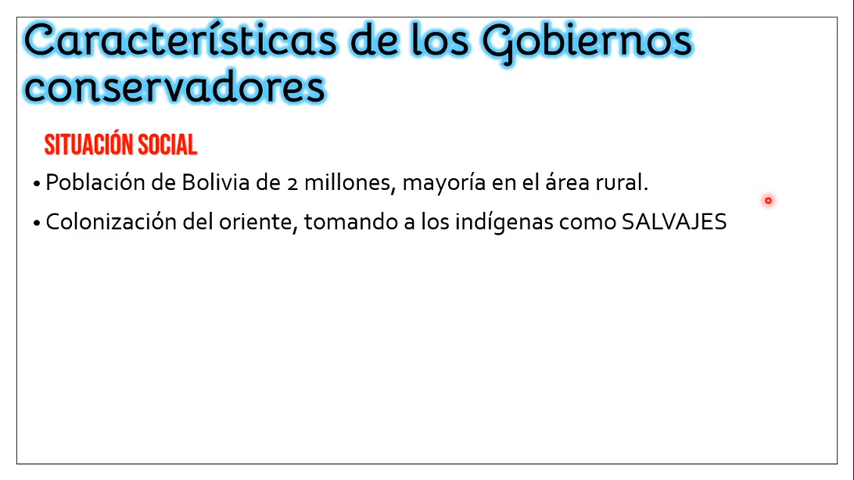 Características de los Gobiernos
conservadores
SITUACIÓN SOCIAL
• Población de Bolivia de 2 millones, mayoría en el área rural.
• Colonización del oriente, tomando a los indígenas como SALVAJES